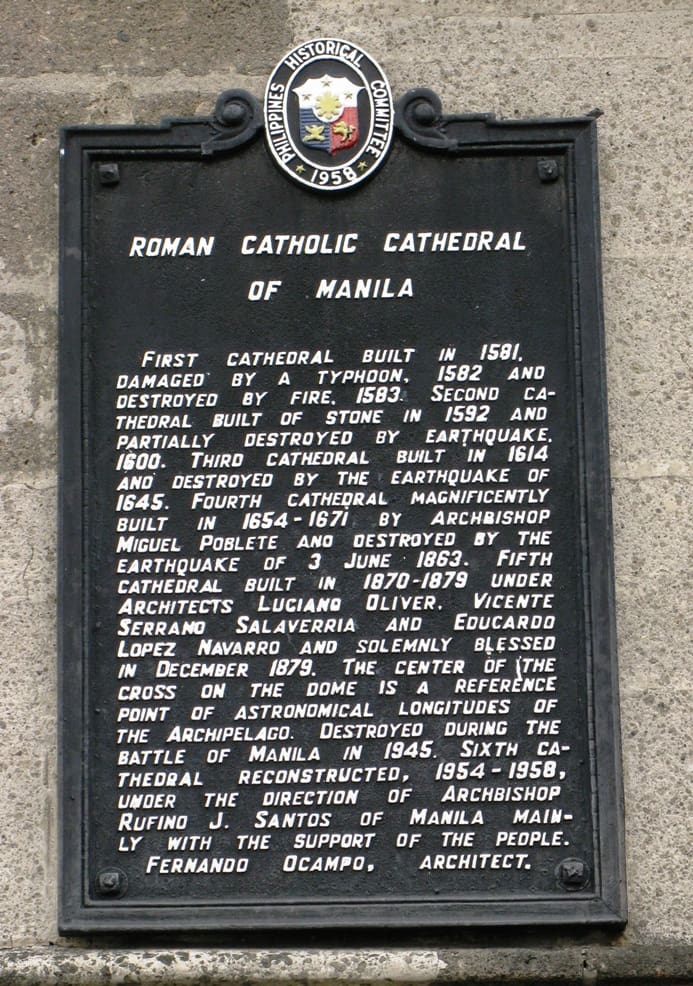 PHILIPPINES HISTORICAL COMMITTEE
1958
ROMAN CATHOLIC CATHEDRAL
OF MANILA
FIRST CATHEDRAL BUILT IN 1581,
DAMAGED BY A TYPHOON, 1582 AND
DESTROYED BY FIRE, 1583. SECOND CA-
THEDRAL BUILT OF STONE IN 1592 AND
PARTIALLY DESTROYED BY EARTHQUAKE,
1600. THIRD CATHEDRAL BUILT IN 1614
AND DESTROYED BY THE EARTHQUAKE OF
1645. FOURTH CATHEDRAL MAGNIFICENTLY
BUILT IN 1654-1671 BY ARCHBISHOP
MIGUEL POBLETE AND DESTROYED BY THE
EARTHQUAKE OF 3 JUNE 1863. FIFTH
CATHEDRAL BUILT IN 1870-1879 UNDER
ARCHITECTS LUCIANO OLIVER, VICENTE
SERRANO SALAVERRIA AND EDUCARDO
LOPEZ NAVARRO AND SOLEMNLY BLESSED
IN DECEMBER 1879. THE CENTER OF THE
CROSS ON THE DOME IS A REFERENCE
POINT OF ASTRONOMICAL LONGITUDES OF
THE ARCHIPELAGO. DESTROYED DURING THE
BATTLE OF MANILA IN 1945. SIXTH CA-
THEDRAL RECONSTRUCTED, 1954-1958,
UNDER THE DIRECTION OF ARCHBISHOP
RUFINO J. SANTOS OF MANILA MAIN-
LY WITH THE SUPPORT OF THE PEOPLE.
FERNANDO OCAMPO, ARCHITECT.